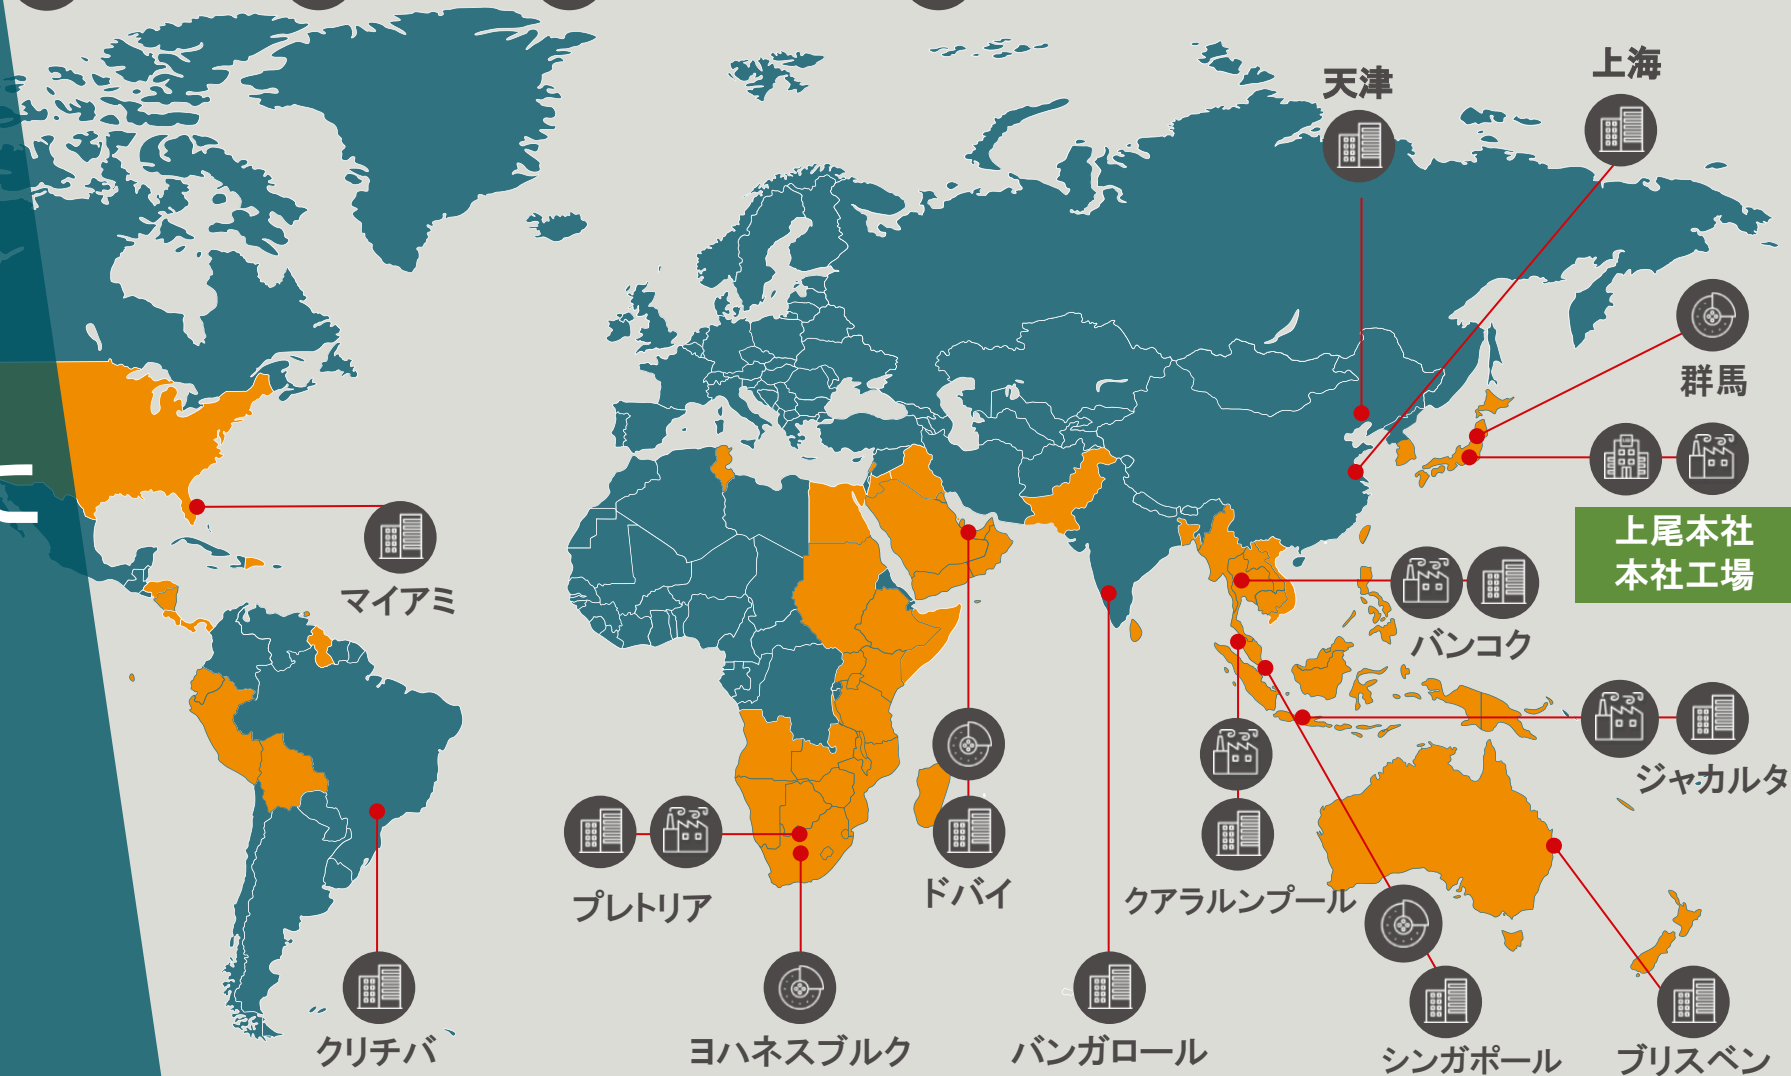 上海
天津
群馬
上尾本社
本社工場
マイアミ
バンコク
ジャカルタ
プレトリア
ドバイ
クアラルンプール
クリチバ
ヨハネスブルク
バンガロール
シンガポール
ブリスベン